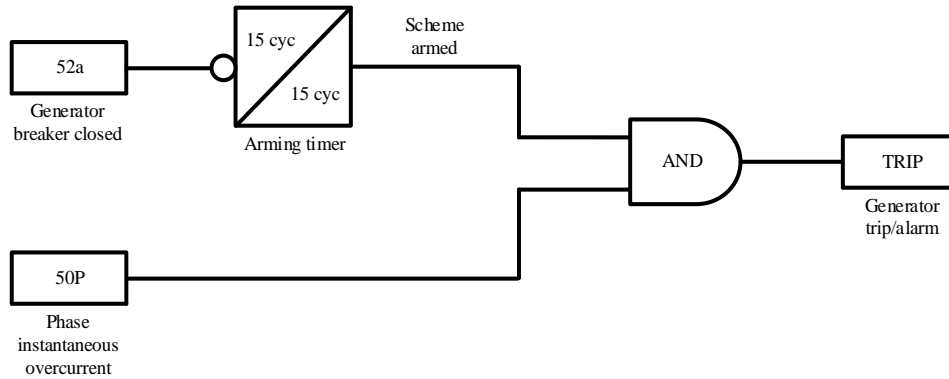 52a
Generator
breaker closed
15 cyc
15 cyc
Arming timer
Scheme
armed
AND
TRIP
Generator
trip/alarm
50P
Phase
instantaneous
overcurrent